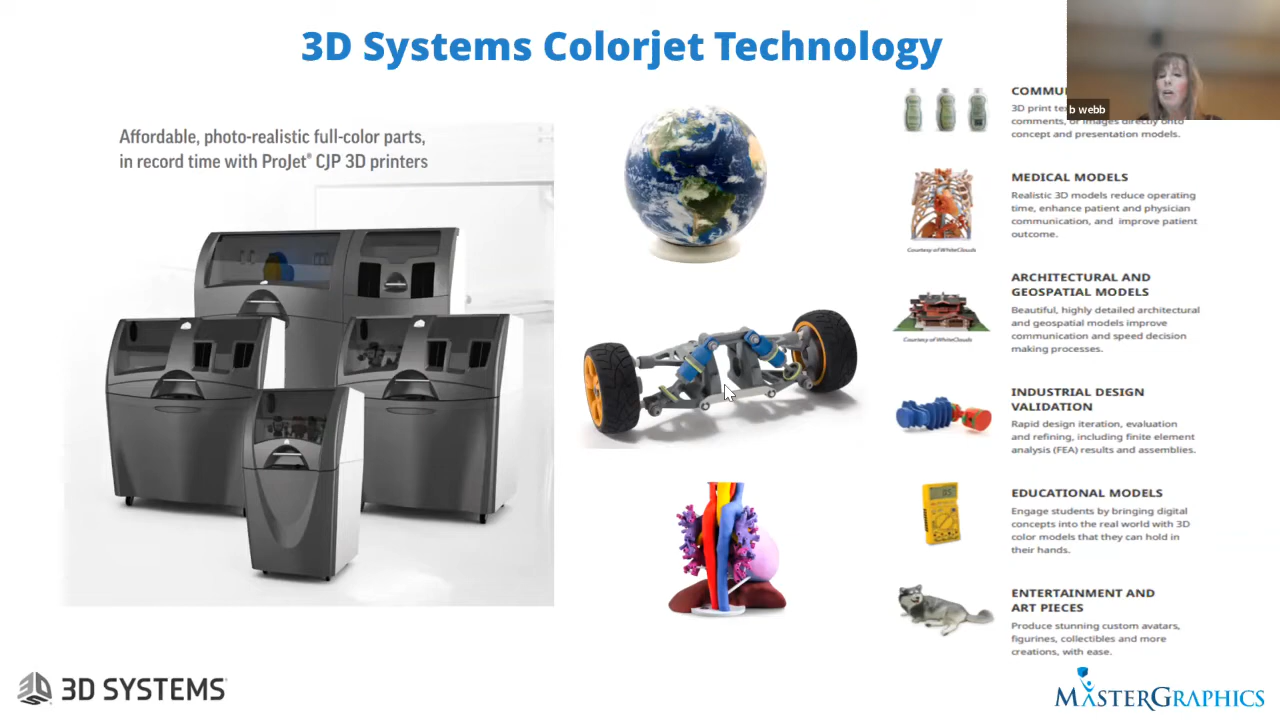 3D Systems Colorjet Technology
Affordable, photo-realistic full-color parts,
in record time with ProJet® CJP 3D printers
COMMU
3D print te
comments, or images directly onto
concept and presentation models.
b webb
MEDICAL MODELS
Realistic 3D models reduce operating
time, enhance patient and physician
communication, and improve patient
outcome.
Courtesy of WhiteClouds
ARCHITECTURAL AND
GEOSPATIAL MODELS
Beautiful, highly detailed architectural
and geospatial models improve
communication and speed decision
making processes.
Courtesy of WhiteClouds
INDUSTRIAL DESIGN
VALIDATION
Rapid design iteration, evaluation
and refining, including finite element
analysis (FEA) results and assemblies.
EDUCATIONAL MODELS
Engage students by bringing digital
concepts into the real world with 3D
color models that they can hold in
their hands.
ENTERTAINMENT AND
ART PIECES
Produce stunning custom avatars,
figurines, collectibles and more
creations, with ease.
3D SYSTEMS
MASTERGRAPHICS